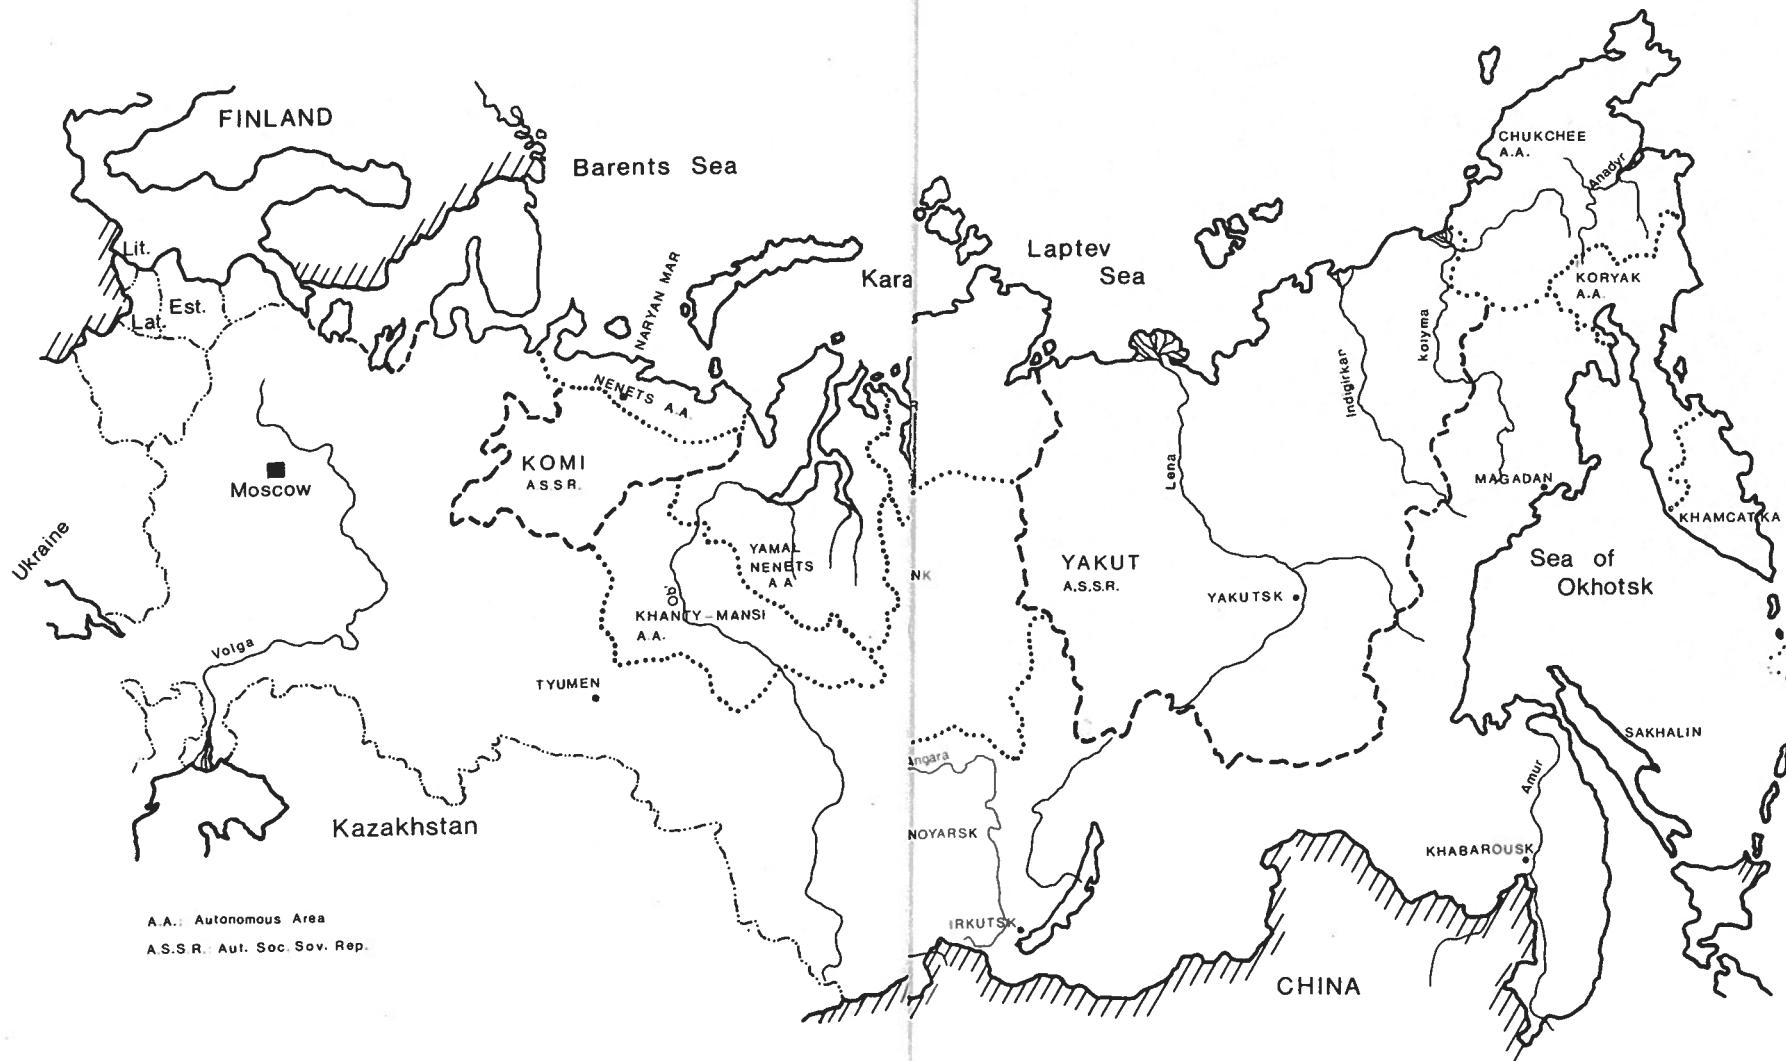 FINLAND
Barents Sea
Lit.
Est.
Lat.
NARYAN MAR
Kara
Laptev
Sea
CHUKCHEE
A.A.
Anadyr
KORYAK
A.A.
Kolyma
Indigirkar
NENETS A.A.
KOMI
A.S.S.R.
Moscow
Ukraine
Lena
MAGADAN
KHAMCATKA
Sea of
Okhotsk
YAMAL
NENETS
A A
Ob'
KHANTY-MANSI
A.A.
NK
YAKUT
A.S.S.R.
YAKUTSK
Volga
TYUMEN
SAKHALIN
Angara
Amur
Kazakhstan
NOYARSK
KHABAROUSK
IRKUTSK
CHINA
A.A.: Autonomous Area
A.S.S.R.: Aut. Soc. Sov. Rep.